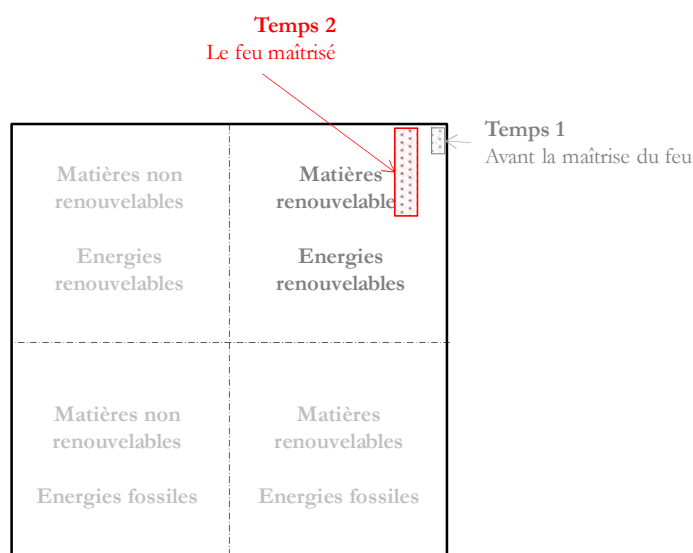 Temps 2
Le feu maîtrisé
Temps 1
Avant la maîtrise du feu
Matières non
renouvelables
Energies
renouvelables
Matières
renouvelable
Energies
renouvelables
Matières non
renouvelables
Energies fossiles
Matières
renouvelables
Energies fossiles